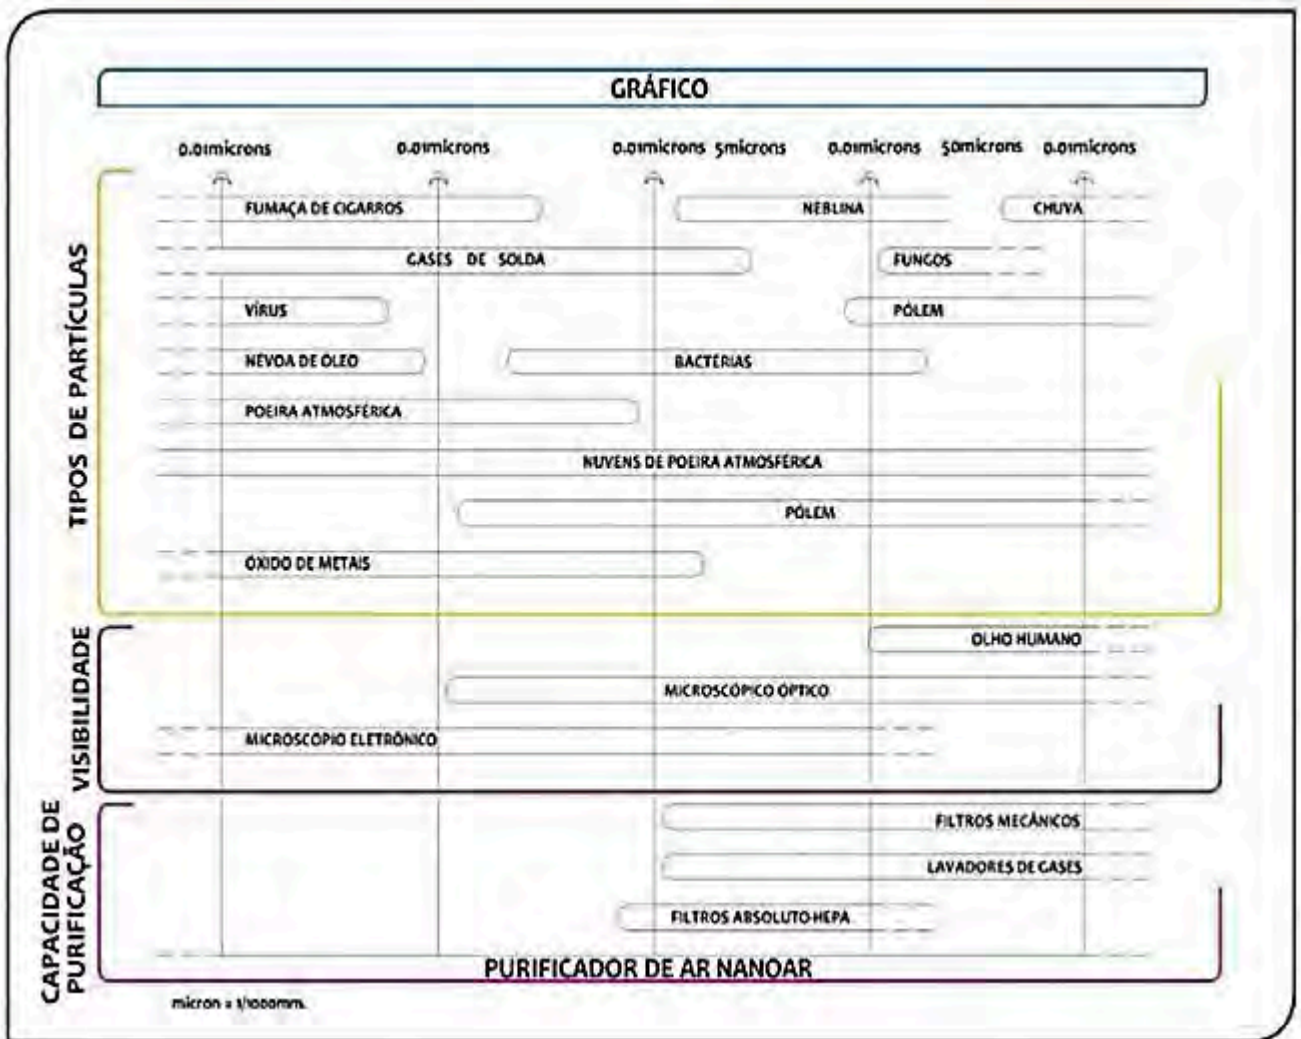 GRÁFICO
0.01microns 0.01microns 0.01microns 5microns 0.01microns 50microns 0.01microns
TIPOS DE PARTÍCULAS
FUMAÇA DE CIGARROS NEBLINA CHUVA
GASES DE SOLDA FUNGOS
VÍRUS PÓLEM
NÉVOA DE ÓLEO BACTÉRIAS
POEIRA ATMOSFÉRICA
NUVENS DE POEIRA ATMOSFÉRICA
PÓLEM
ÓXIDO DE METAIS
VISIBILIDADE
OLHO HUMANO
MICROSCÓPICO ÓPTICO
MICROSCÓPIO ELETRÔNICO
CAPACIDADE DE
PURIFICAÇÃO
FILTROS MECÂNICOS
LAVADORES DE GASES
FILTROS ABSOLUTO-HEPA
PURIFICADOR DE AR NANOAR
micron = 1/1000mm.